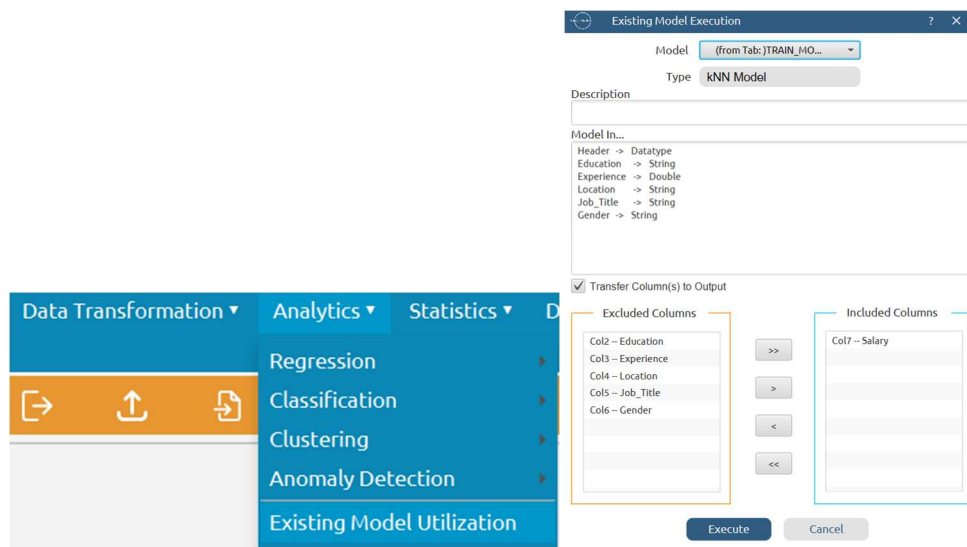 Data Transformation ▾ Analytics ▾ Statistics ▾ D
Regression
Classification
Clustering
Anomaly Detection
Existing Model Utilization
Existing Model Execution ? ✕
Model (from Tab: )TRAIN_MO...
Type kNN Model
Description
Model In...
Header -> Datatype
Education -> String
Experience -> Double
Location -> String
Job_Title -> String
Gender -> String
Transfer Column(s) to Output
Excluded Columns
Col2 -- Education
Col3 -- Experience
Col4 -- Location
Col5 -- Job_Title
Col6 -- Gender
>>
>
<
<<
Included Columns
Col7 -- Salary
Execute Cancel